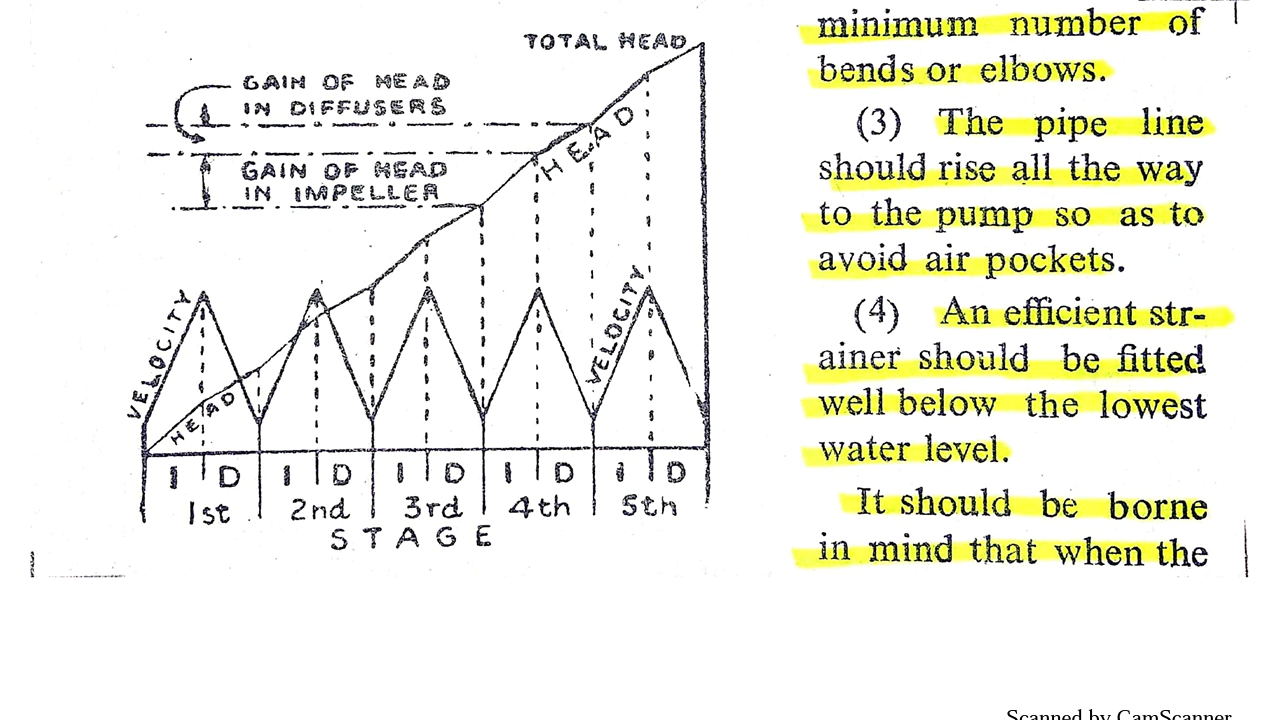 TOTAL HEAD
GAIN OF HEAD
IN DIFFUSERS
GAIN OF HEAD
IN IMPELLER
HEAD
VELOCITY
HEAD
VELOCITY
I D I D I D I D I D
1st 2nd 3rd 4th 5th
STAGE
minimum number of
bends or elbows.
(3) The pipe line
should rise all the way
to the pump so as to
avoid air pockets.
(4) An efficient str-
ainer should be fitted
well below the lowest
water level.
It should be borne
in mind that when the
Scanned by CamScanner